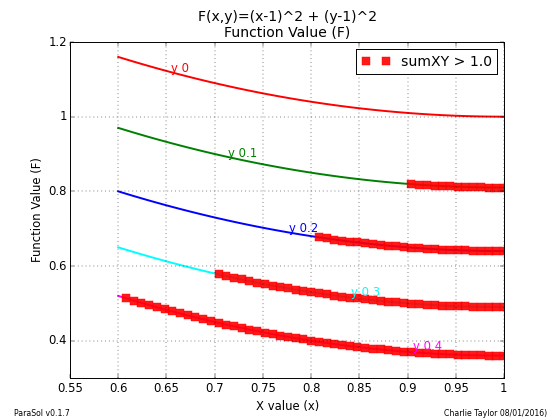 F(x,y)=(x-1)^2 + (y-1)^2
Function Value (F)
1.2
1
0.8
0.6
0.4
Function Value (F)
sumXY > 1.0
y 0
y 0.1
y 0.2
y 0.3
y 0.4
0.55 0.6 0.65 0.7 0.75 0.8 0.85 0.9 0.95 1
X value (x)
ParaSol v0.1.7
Charlie Taylor 08/01/2016)